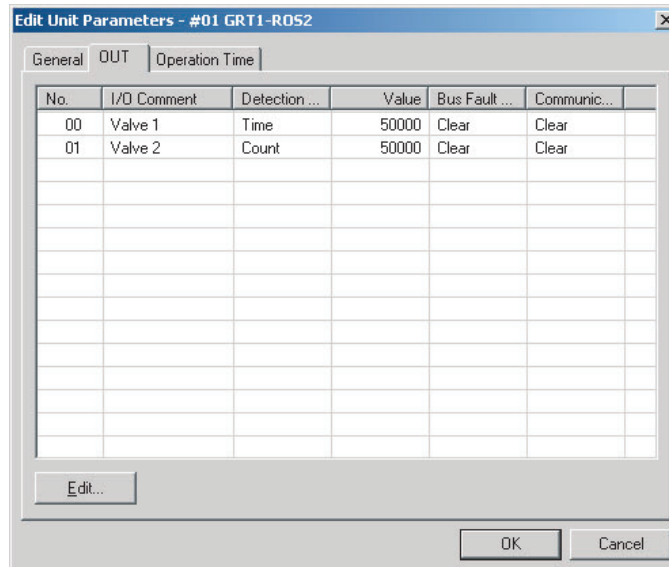 Edit Unit Parameters - #01 GRT1-ROS2
General OUT Operation Time
No. I/O Comment Detection ... Value Bus Fault ... Communic...
00 Valve 1 Time 50000 Clear Clear
01 Valve 2 Count 50000 Clear Clear
Edit...
OK Cancel